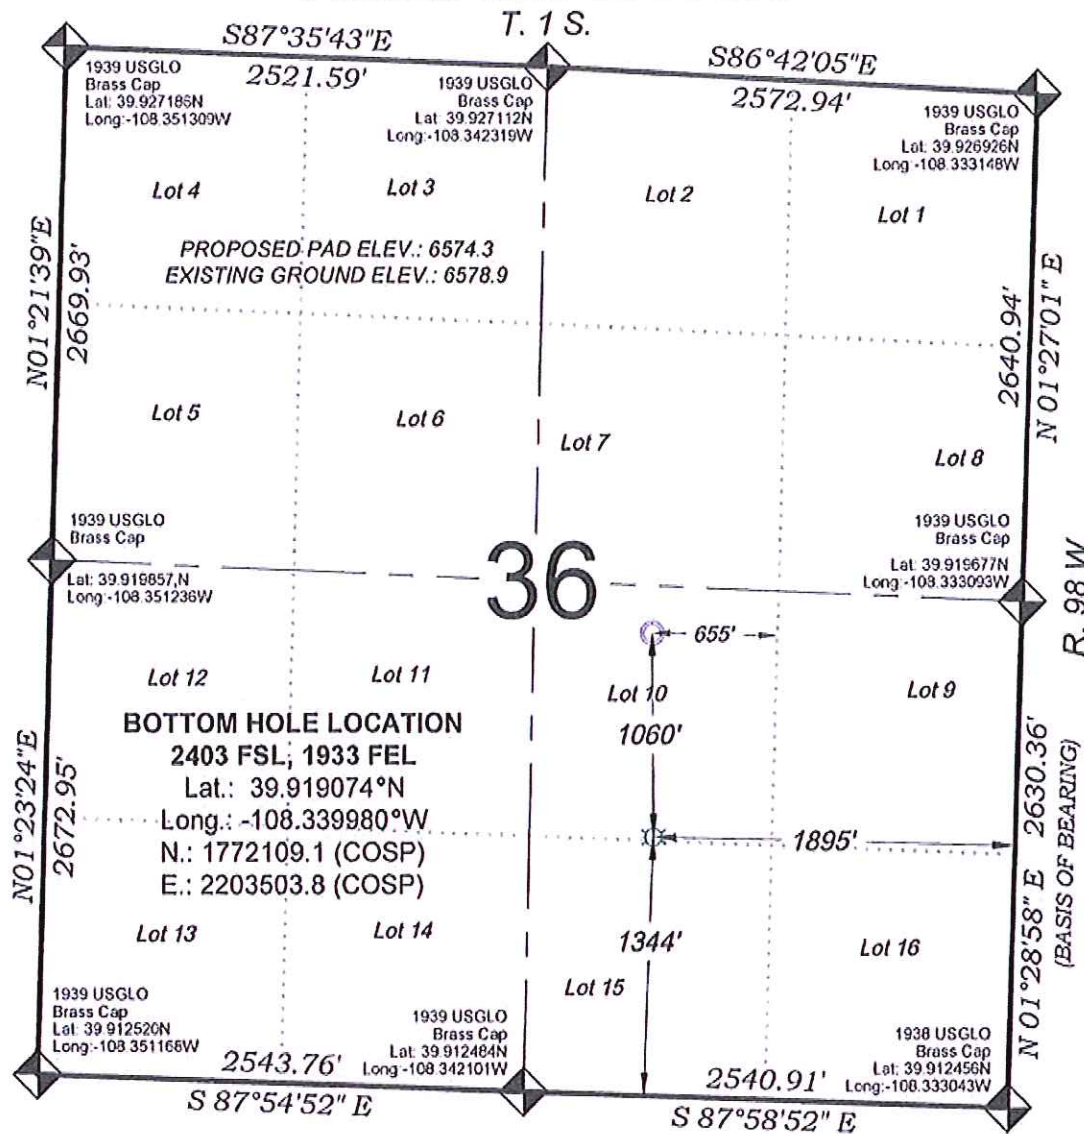 T. 1 S.
S87°35'43"E
2521.59'
S86°42'05"E
2572.94'
1939 USGLO
Brass Cap
Lat: 39.927186N
Long:-108.351309W
1939 USGLO
Brass Cap
Lat: 39.927112N
Long:-108.342319W
1939 USGLO
Brass Cap
Lat: 39.926926N
Long:-108.333148W
Lot 4
Lot 3
Lot 2
Lot 1
PROPOSED PAD ELEV.: 6574.3
EXISTING GROUND ELEV.: 6578.9
N01°21'39"E
2669.93'
2640.94'
N 01°27'01" E
Lot 5
Lot 6
Lot 7
Lot 8
1939 USGLO
Brass Cap
Lat: 39.919857,N
Long:-108.351236W
36
1939 USGLO
Brass Cap
Lat: 39.919677N
Long:-108.333093W
R. 98 W
655'
Lot 12
Lot 11
Lot 10
Lot 9
1060'
BOTTOM HOLE LOCATION
2403 FSL, 1933 FEL
Lat.: 39.919074°N
Long.: -108.339980°W
N.: 1772109.1 (COSP)
E.: 2203503.8 (COSP)
N01°23'24"E
2672.95'
1895'
N 01°28'58" E 2630.36'
(BASIS OF BEARING)
Lot 13
Lot 14
1344'
Lot 15
Lot 16
1939 USGLO
Brass Cap
Lat: 39.912520N
Long:-108.351168W
1939 USGLO
Brass Cap
Lat: 39.912484N
Long:-108.342101W
1938 USGLO
Brass Cap
Lat: 39.912456N
Long:-108.333043W
2543.76'
S 87°54'52" E
2540.91'
S 87°58'52" E